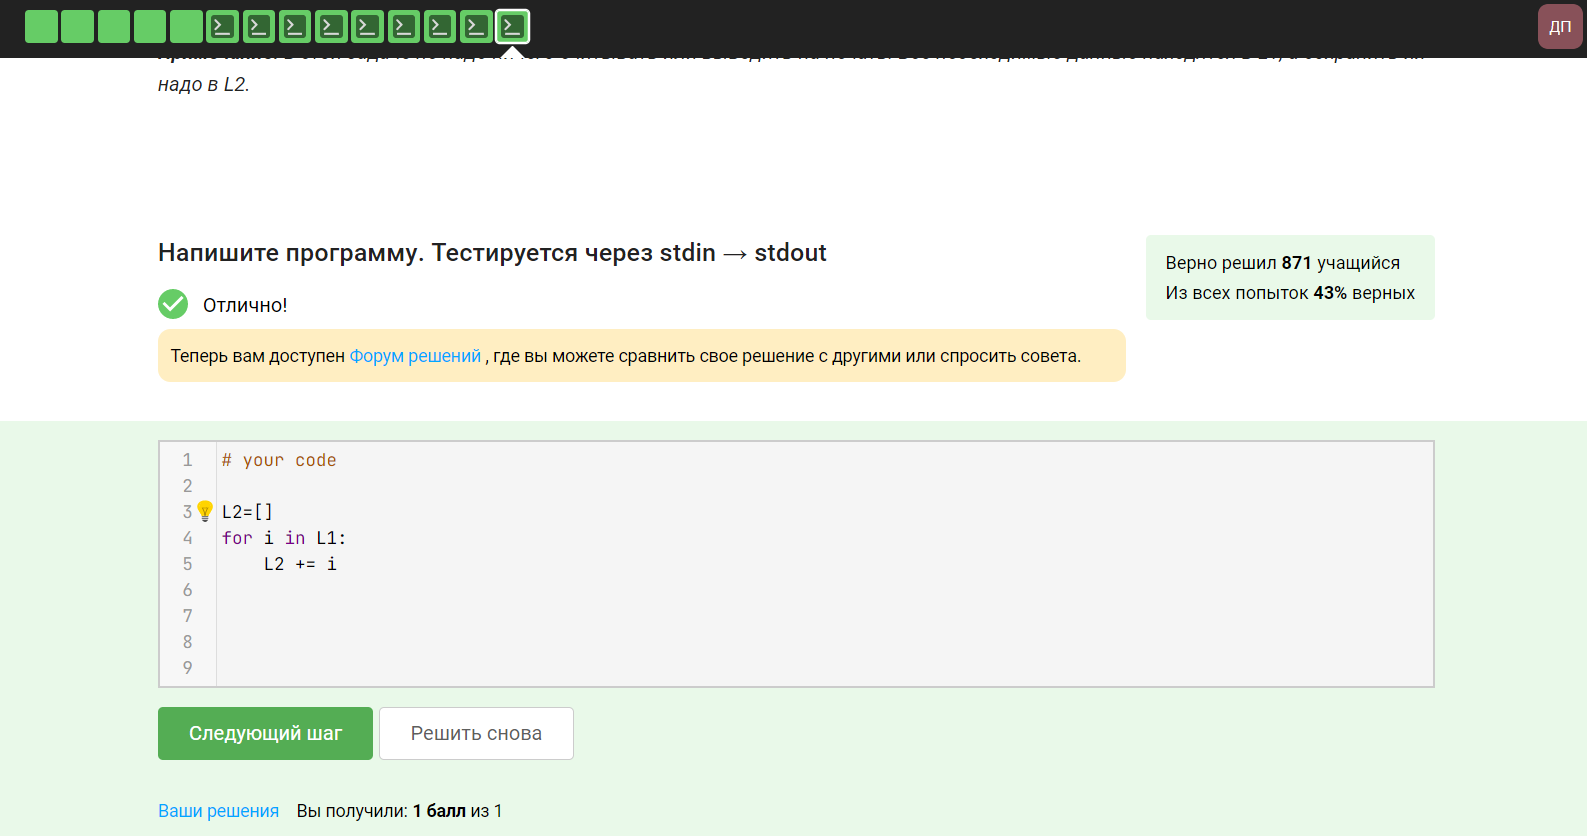 ДП
надо в L2.
Напишите программу. Тестируется через stdin → stdout
Верно решил 871 учащийся
Из всех попыток 43% верных
Отлично!
Теперь вам доступен Форум решений , где вы можете сравнить свое решение с другими или спросить совета.
1 # your code
2
3 L2=[]
4 for i in L1:
5 L2 += i
6
7
8
9
Следующий шаг
Решить снова
Ваши решения Вы получили: 1 балл из 1